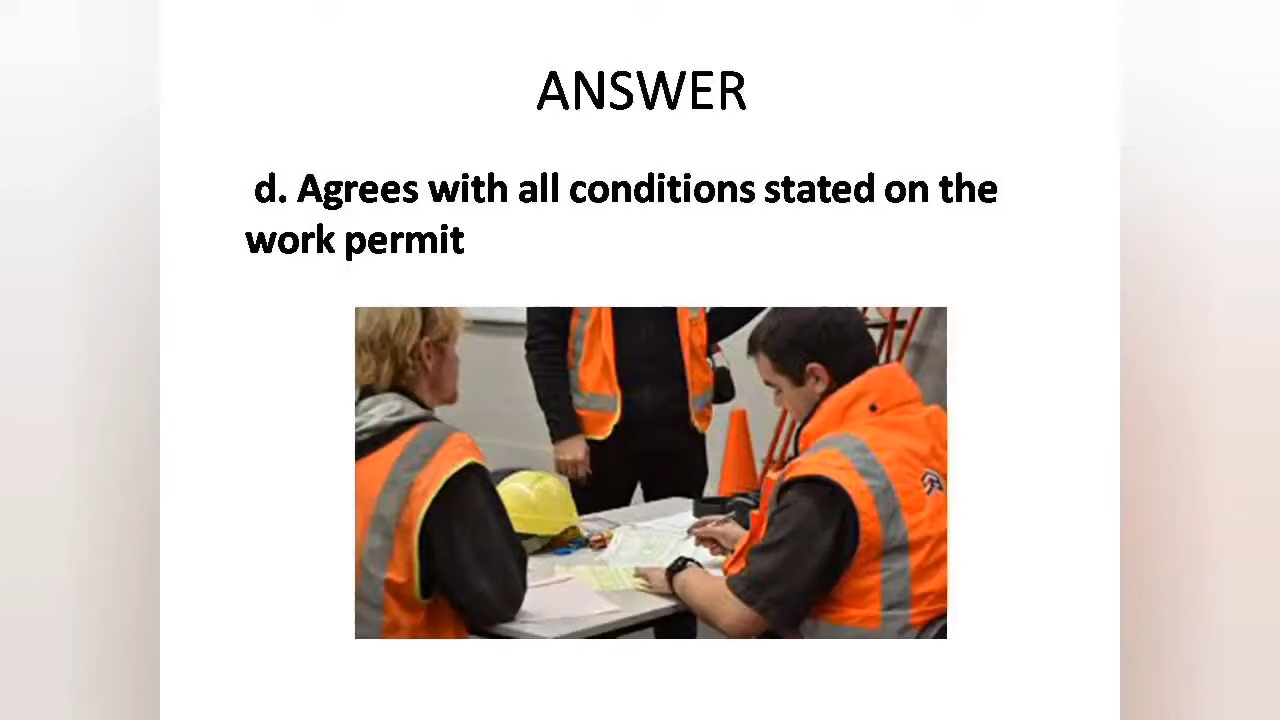 ANSWER
d. Agrees with all conditions stated on the
work permit